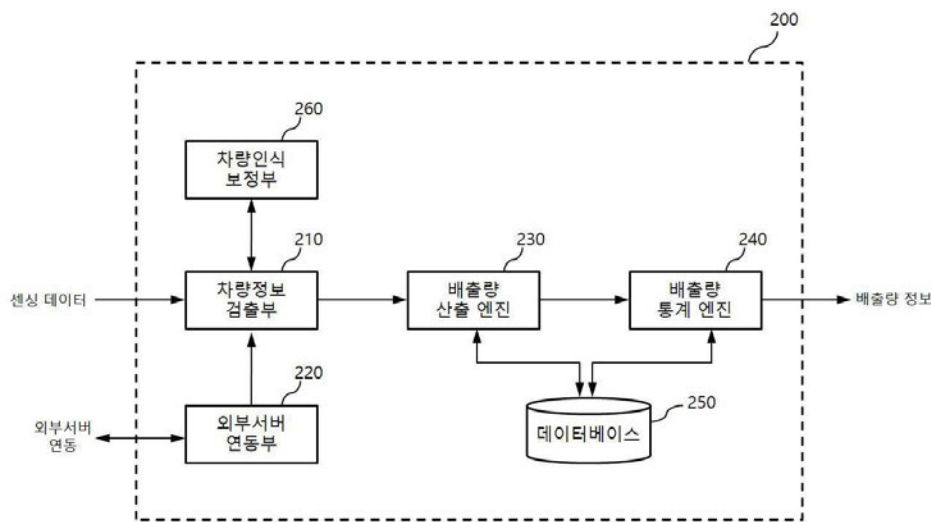 200
260
차량인식
보정부
210
230
240
센싱 데이터
차량정보
검출부
배출량
산출 엔진
배출량
통계 엔진
배출량 정보
220
외부서버
연동
외부서버
연동부
250
데이터베이스